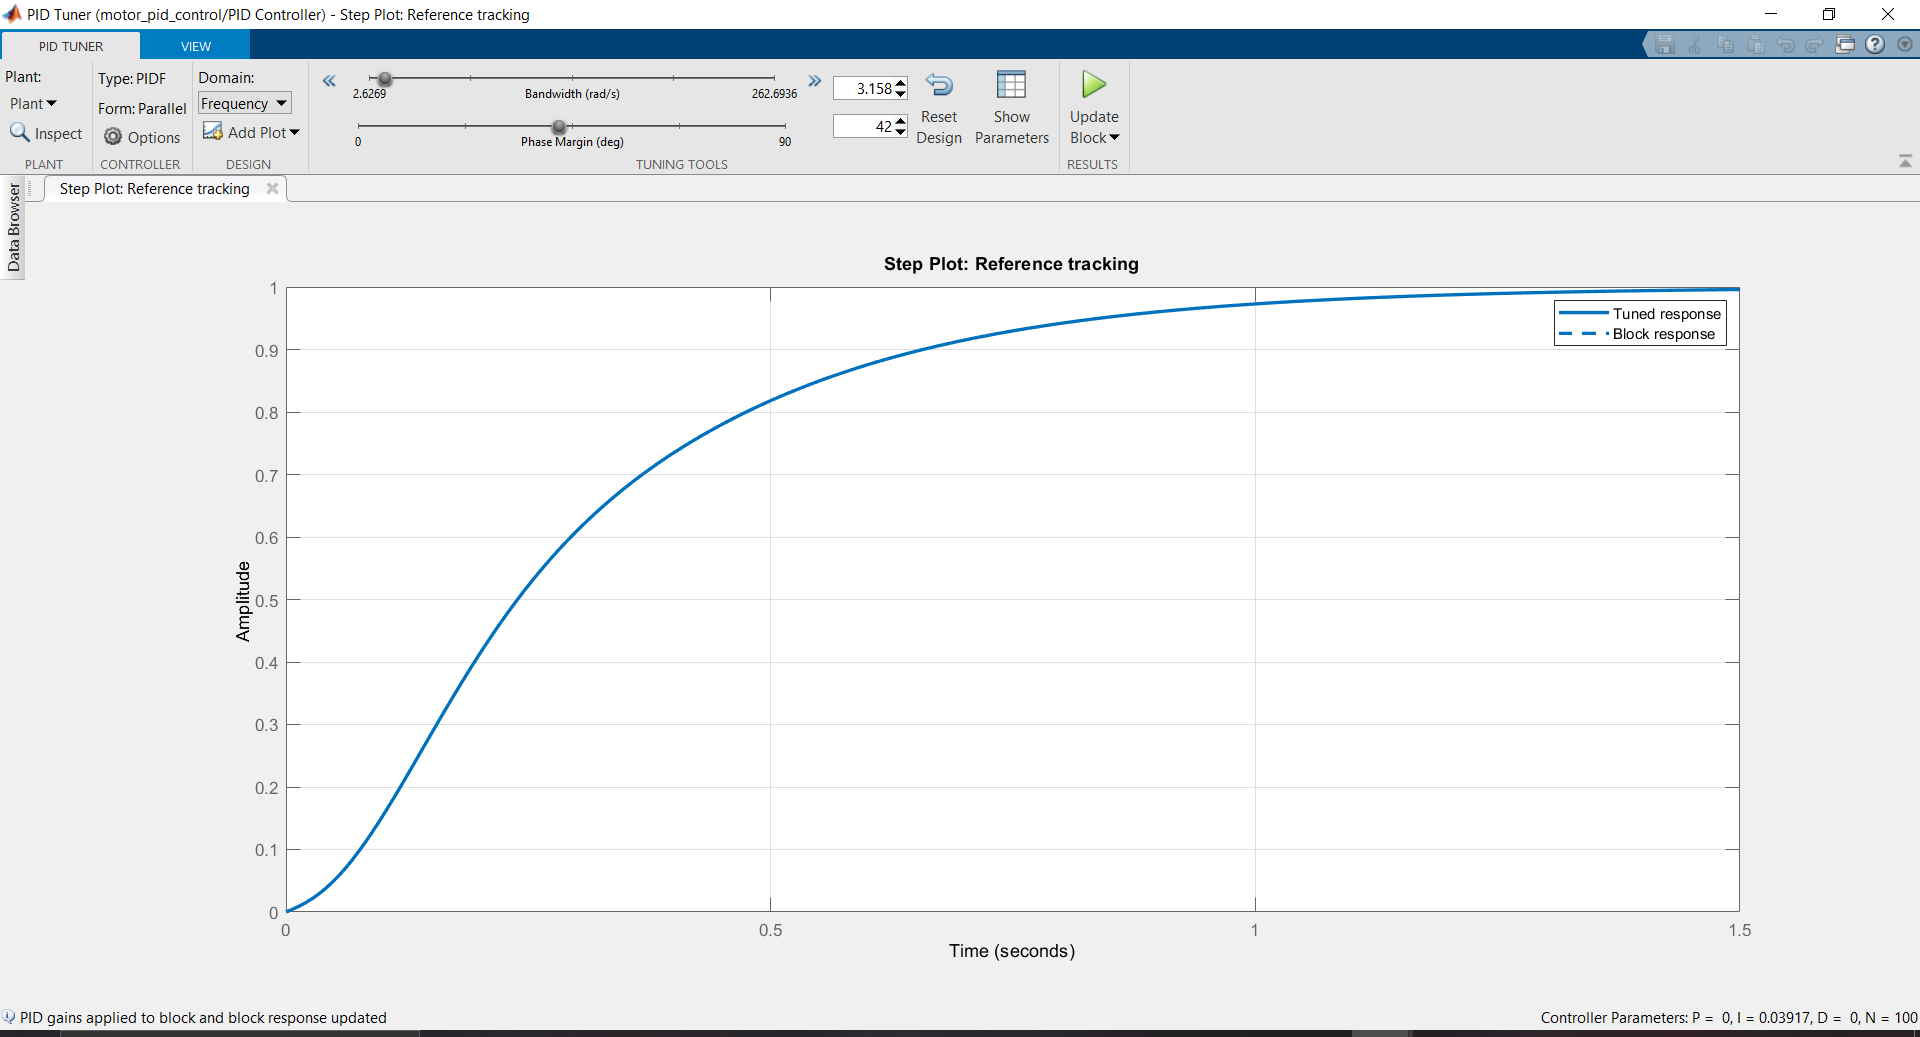 PID Tuner (motor_pid_control/PID Controller) - Step Plot: Reference tracking
PID TUNER
VIEW
Plant:
Plant
Inspect
PLANT
Type: PIDF
Form: Parallel
Options
CONTROLLER
Domain:
Frequency
Add Plot
DESIGN
2.6269
Bandwidth (rad/s)
262.6936
3.158
0
Phase Margin (deg)
90
42
Reset
Design
Show
Parameters
TUNING TOOLS
Update
Block
RESULTS
Data Browser
Step Plot: Reference tracking
Step Plot: Reference tracking
Tuned response
Block response
Amplitude
1
0.9
0.8
0.7
0.6
0.5
0.4
0.3
0.2
0.1
0
0
0.5
1
1.5
Time (seconds)
PID gains applied to block and block response updated
Controller Parameters: P = 0, I = 0.03917, D = 0, N = 100